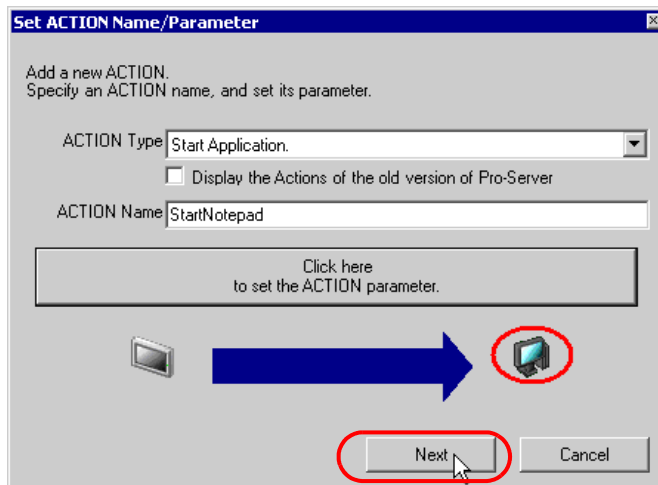 Set ACTION Name/Parameter
Add a new ACTION.
Specify an ACTION name, and set its parameter.
ACTION Type Start Application.
Display the Actions of the old version of Pro-Server
ACTION Name StartNotepad
Click here
to set the ACTION parameter.
Next Cancel